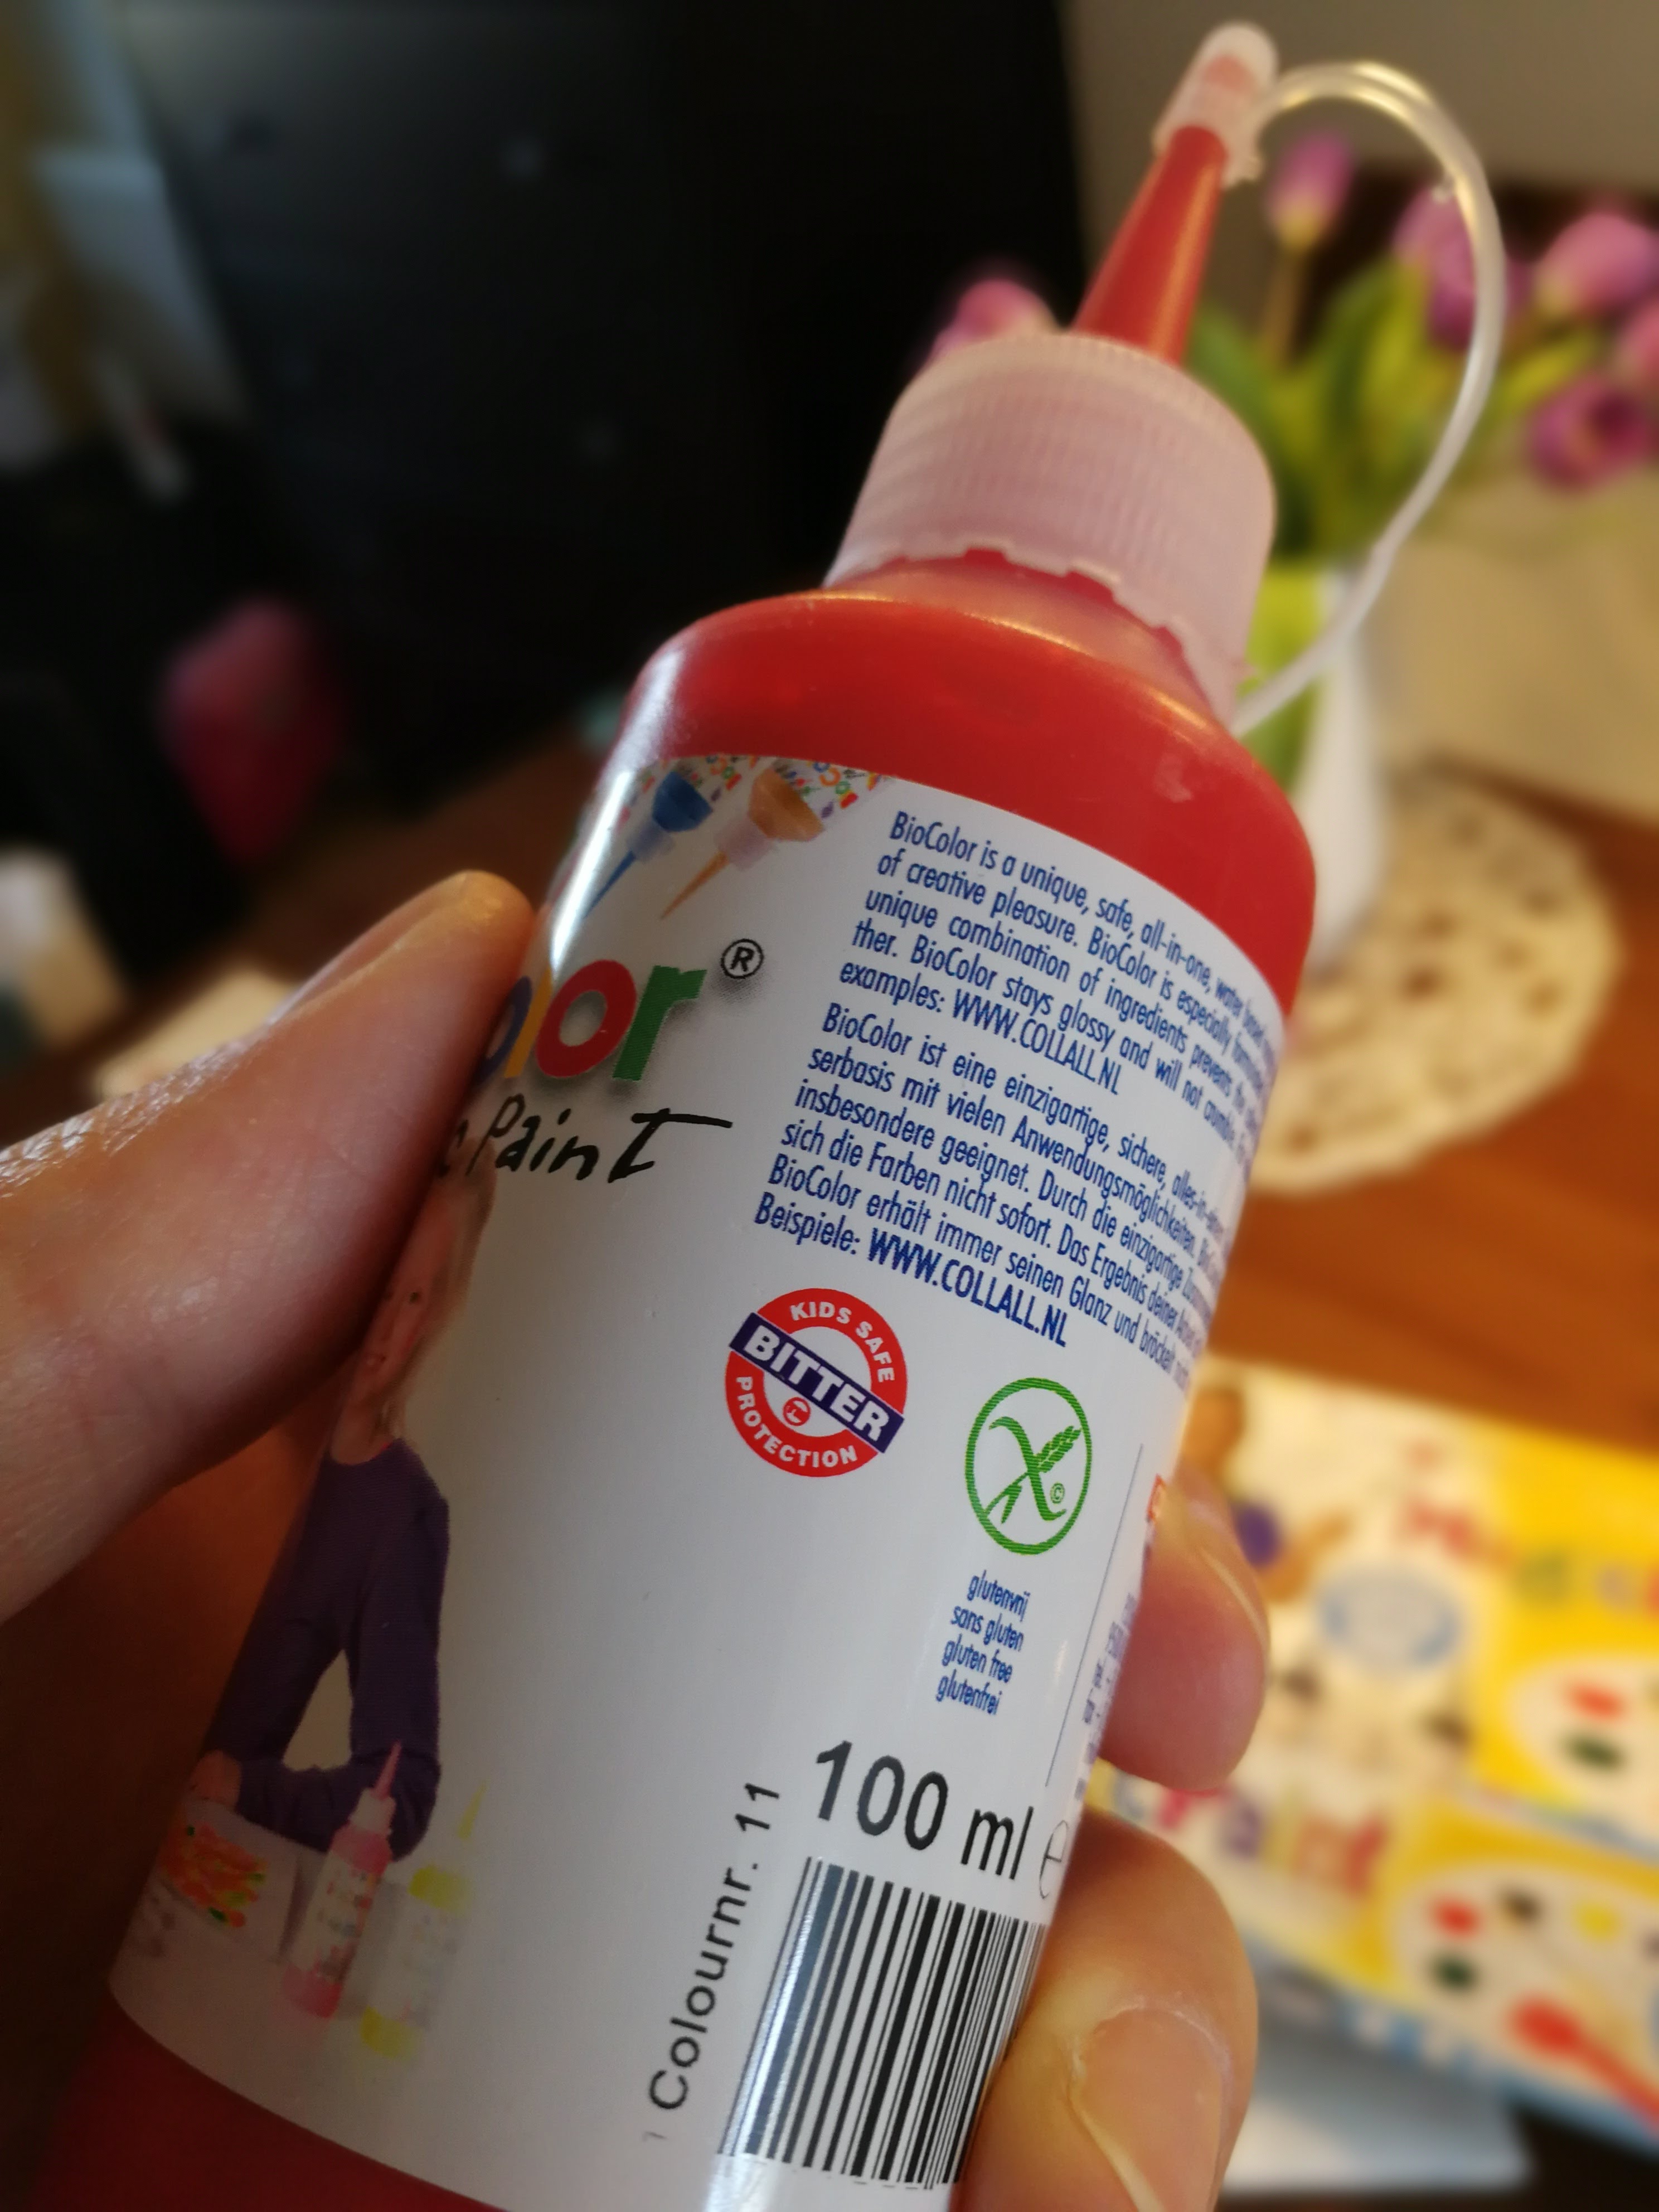 olor®
Paint
BioColor is a unique, safe, all-in-one, water based
of creative pleasure. BioColor is especially
unique combination of ingredients prevents the
ther. BioColor stays glossy and will not crumble.
examples: WWW.COLLALL.NL
BioColor ist eine einzigartige, sichere, alles-in-
serbasis mit vielen Anwendungsmöglichkeiten.
insbesondere geeignet. Durch die einzigartige
sich die Farben nicht sofort. Das Ergebnis deiner
BioColor erhält immer seinen Glanz und bröckelt
Beispiele: WWW.COLLALL.NL
KIDS SAFE
BITTER
PROTECTION
©
glutenvrij
sans gluten
gluten free
glutenfrei
100 ml e
Colournr. 11